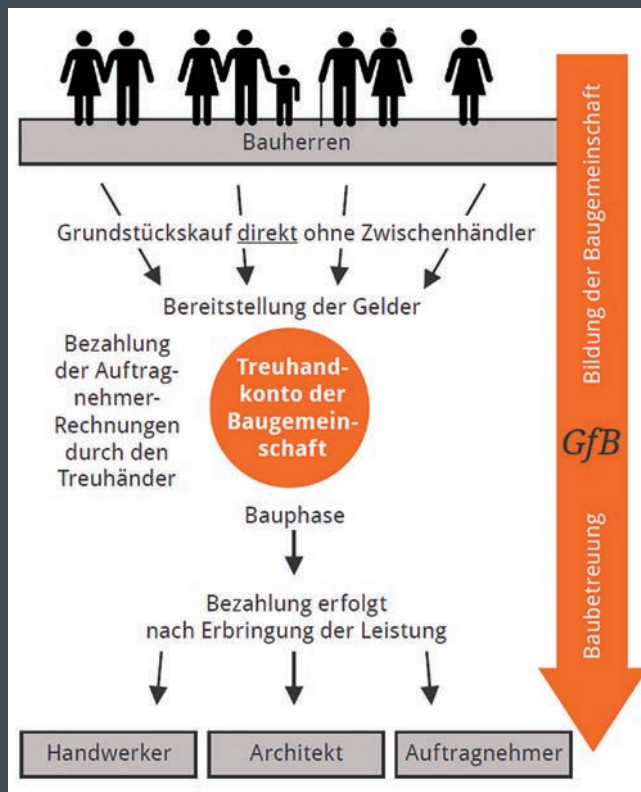 Bauherren
Grundstückskauf direkt ohne Zwischenhändler
Bereitstellung der Gelder
Bezahlung
der Auftrag-
nehmer-
Rechnungen
durch den
Treuhänder
Treuhand-
konto der
Baugemein-
schaft
Bauphase
Bezahlung erfolgt
nach Erbringung der Leistung
Handwerker
Architekt
Auftragnehmer
Bildung der Baugemeinschaft
GfB
Baubetreuung